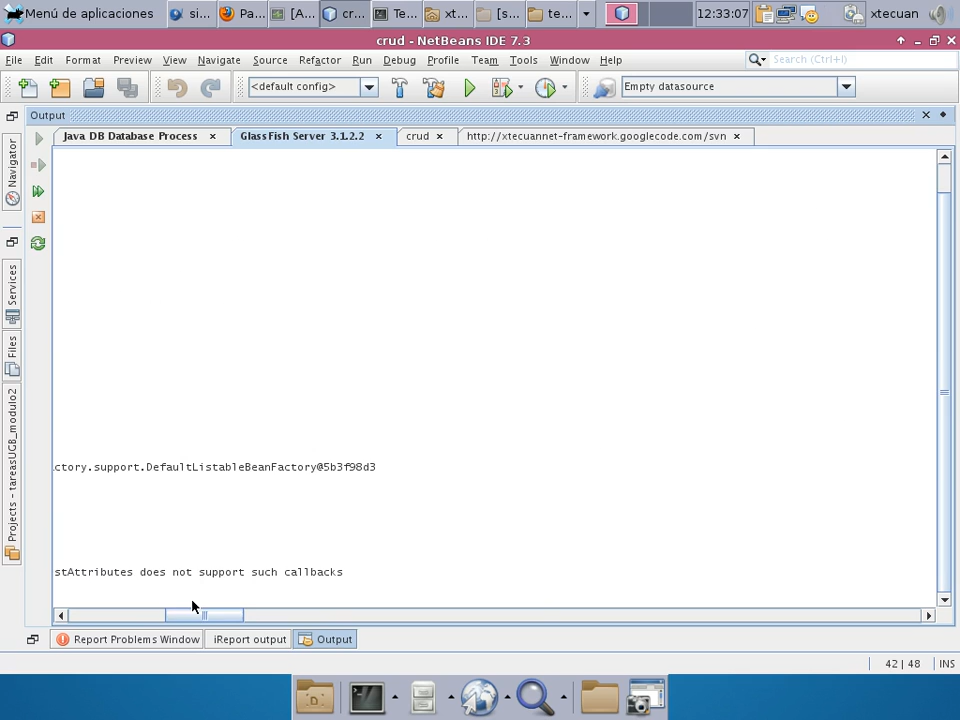 Menú de aplicaciones
si...
Pa...
[A...
cr...
Te...
xt...
[s...
te...
12:33:07
xtecuan
crud - NetBeans IDE 7.3
File Edit Format Preview View Navigate Source Refactor Run Debug Profile Team Tools Window Help
Search (Ctrl+I)
<default config>
Empty datasource
Output
Java DB Database Process
GlassFish Server 3.1.2.2
crud
http://xtecuannet-framework.googlecode.com/svn
Navigator
Services
Files
Projects - tareasUGB_modulo2
ctory.support.DefaultListableBeanFactory@5b3f98d3
stAttributes does not support such callbacks
Report Problems Window
iReport output
Output
42 | 48
INS